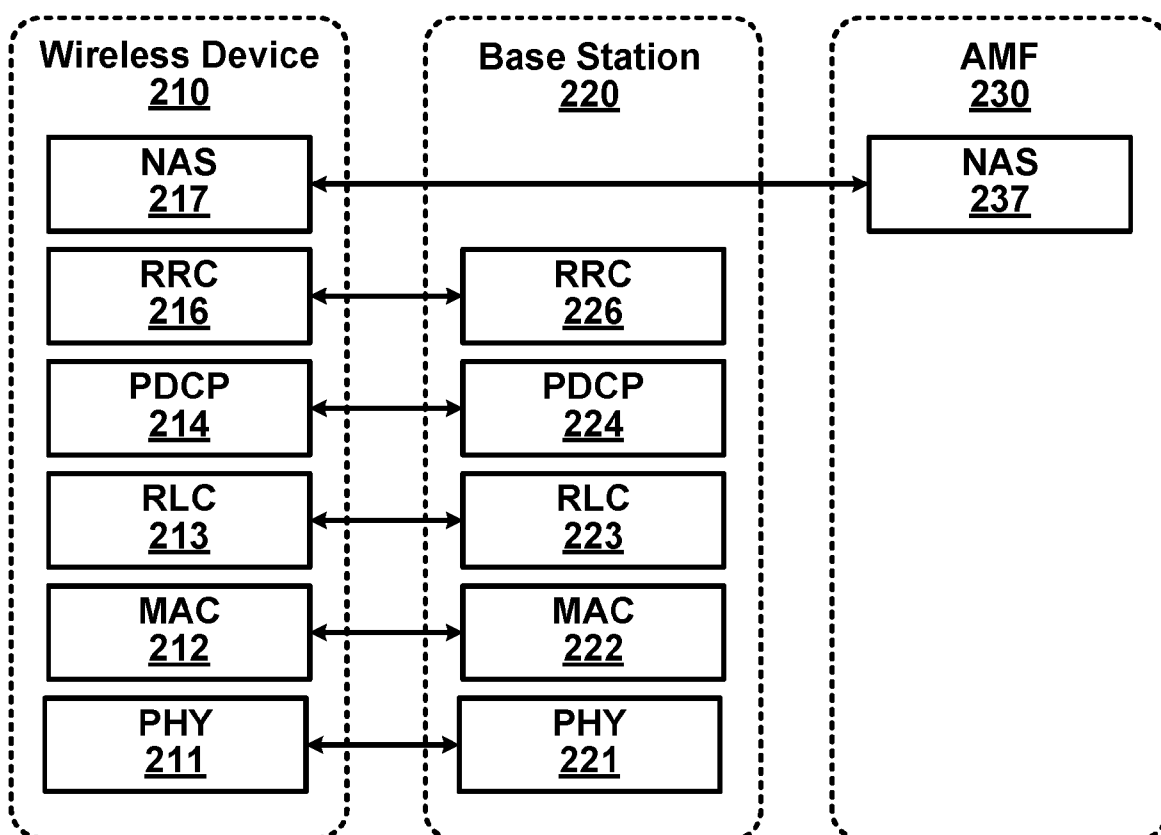 Wireless Device
210
Base Station
220
AMF
230
NAS
217
NAS
237
RRC
216
RRC
226
PDCP
214
PDCP
224
RLC
213
RLC
223
MAC
212
MAC
222
PHY
211
PHY
221